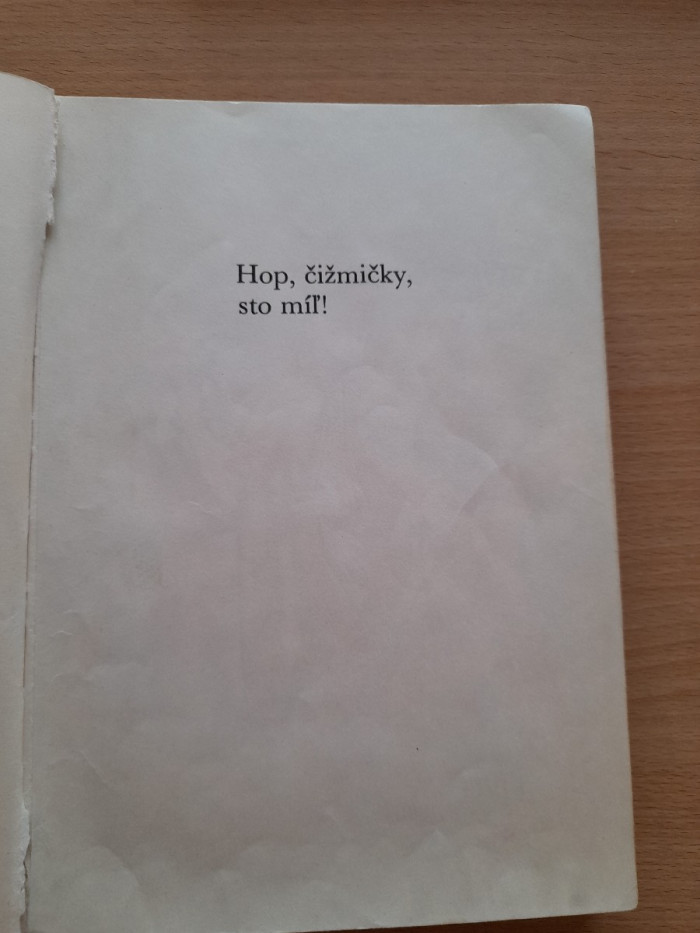 Hop, čižmičky,
sto míľ!